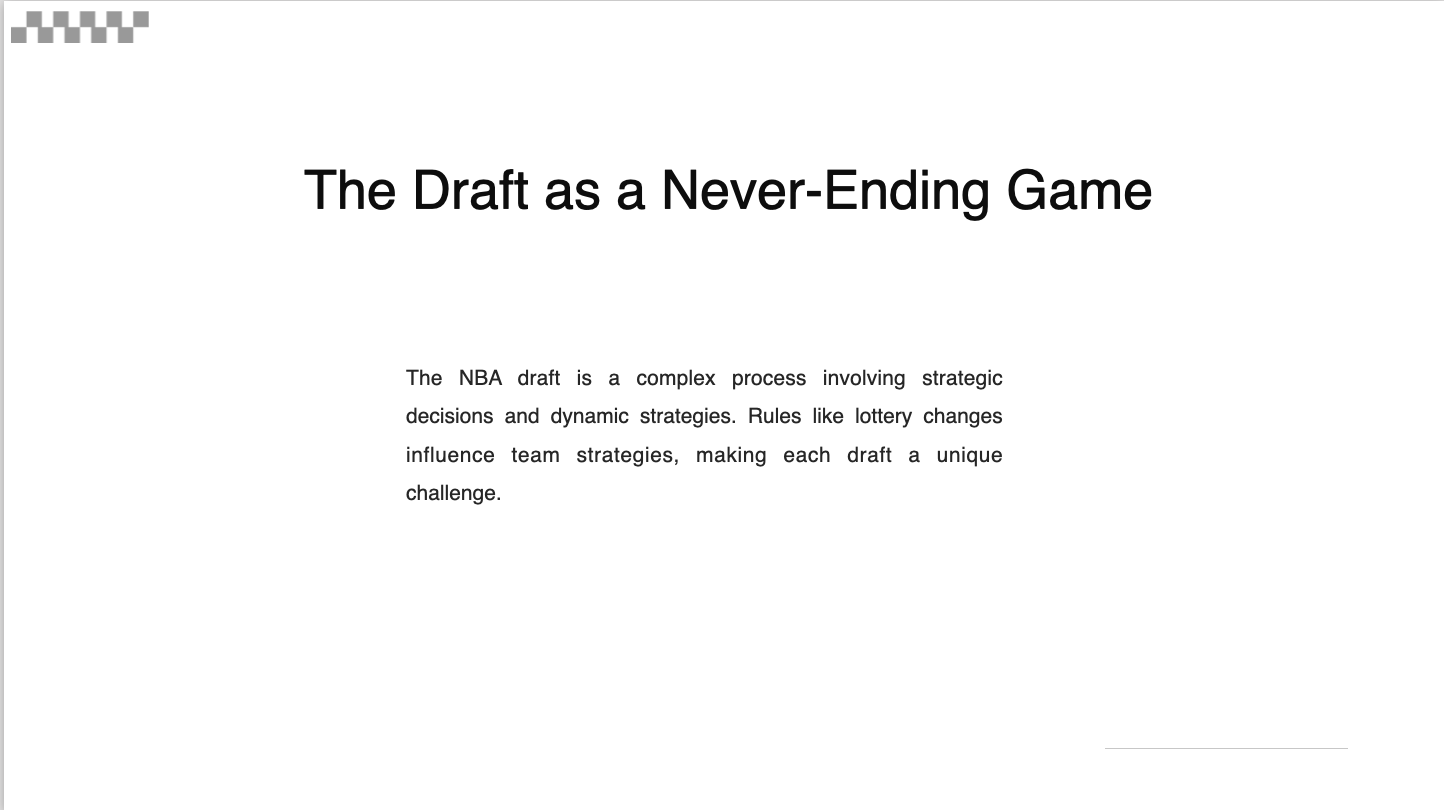 The Draft as a Never-Ending Game
The NBA draft is a complex process involving strategic
decisions and dynamic strategies. Rules like lottery changes
influence team strategies, making each draft a unique
challenge.